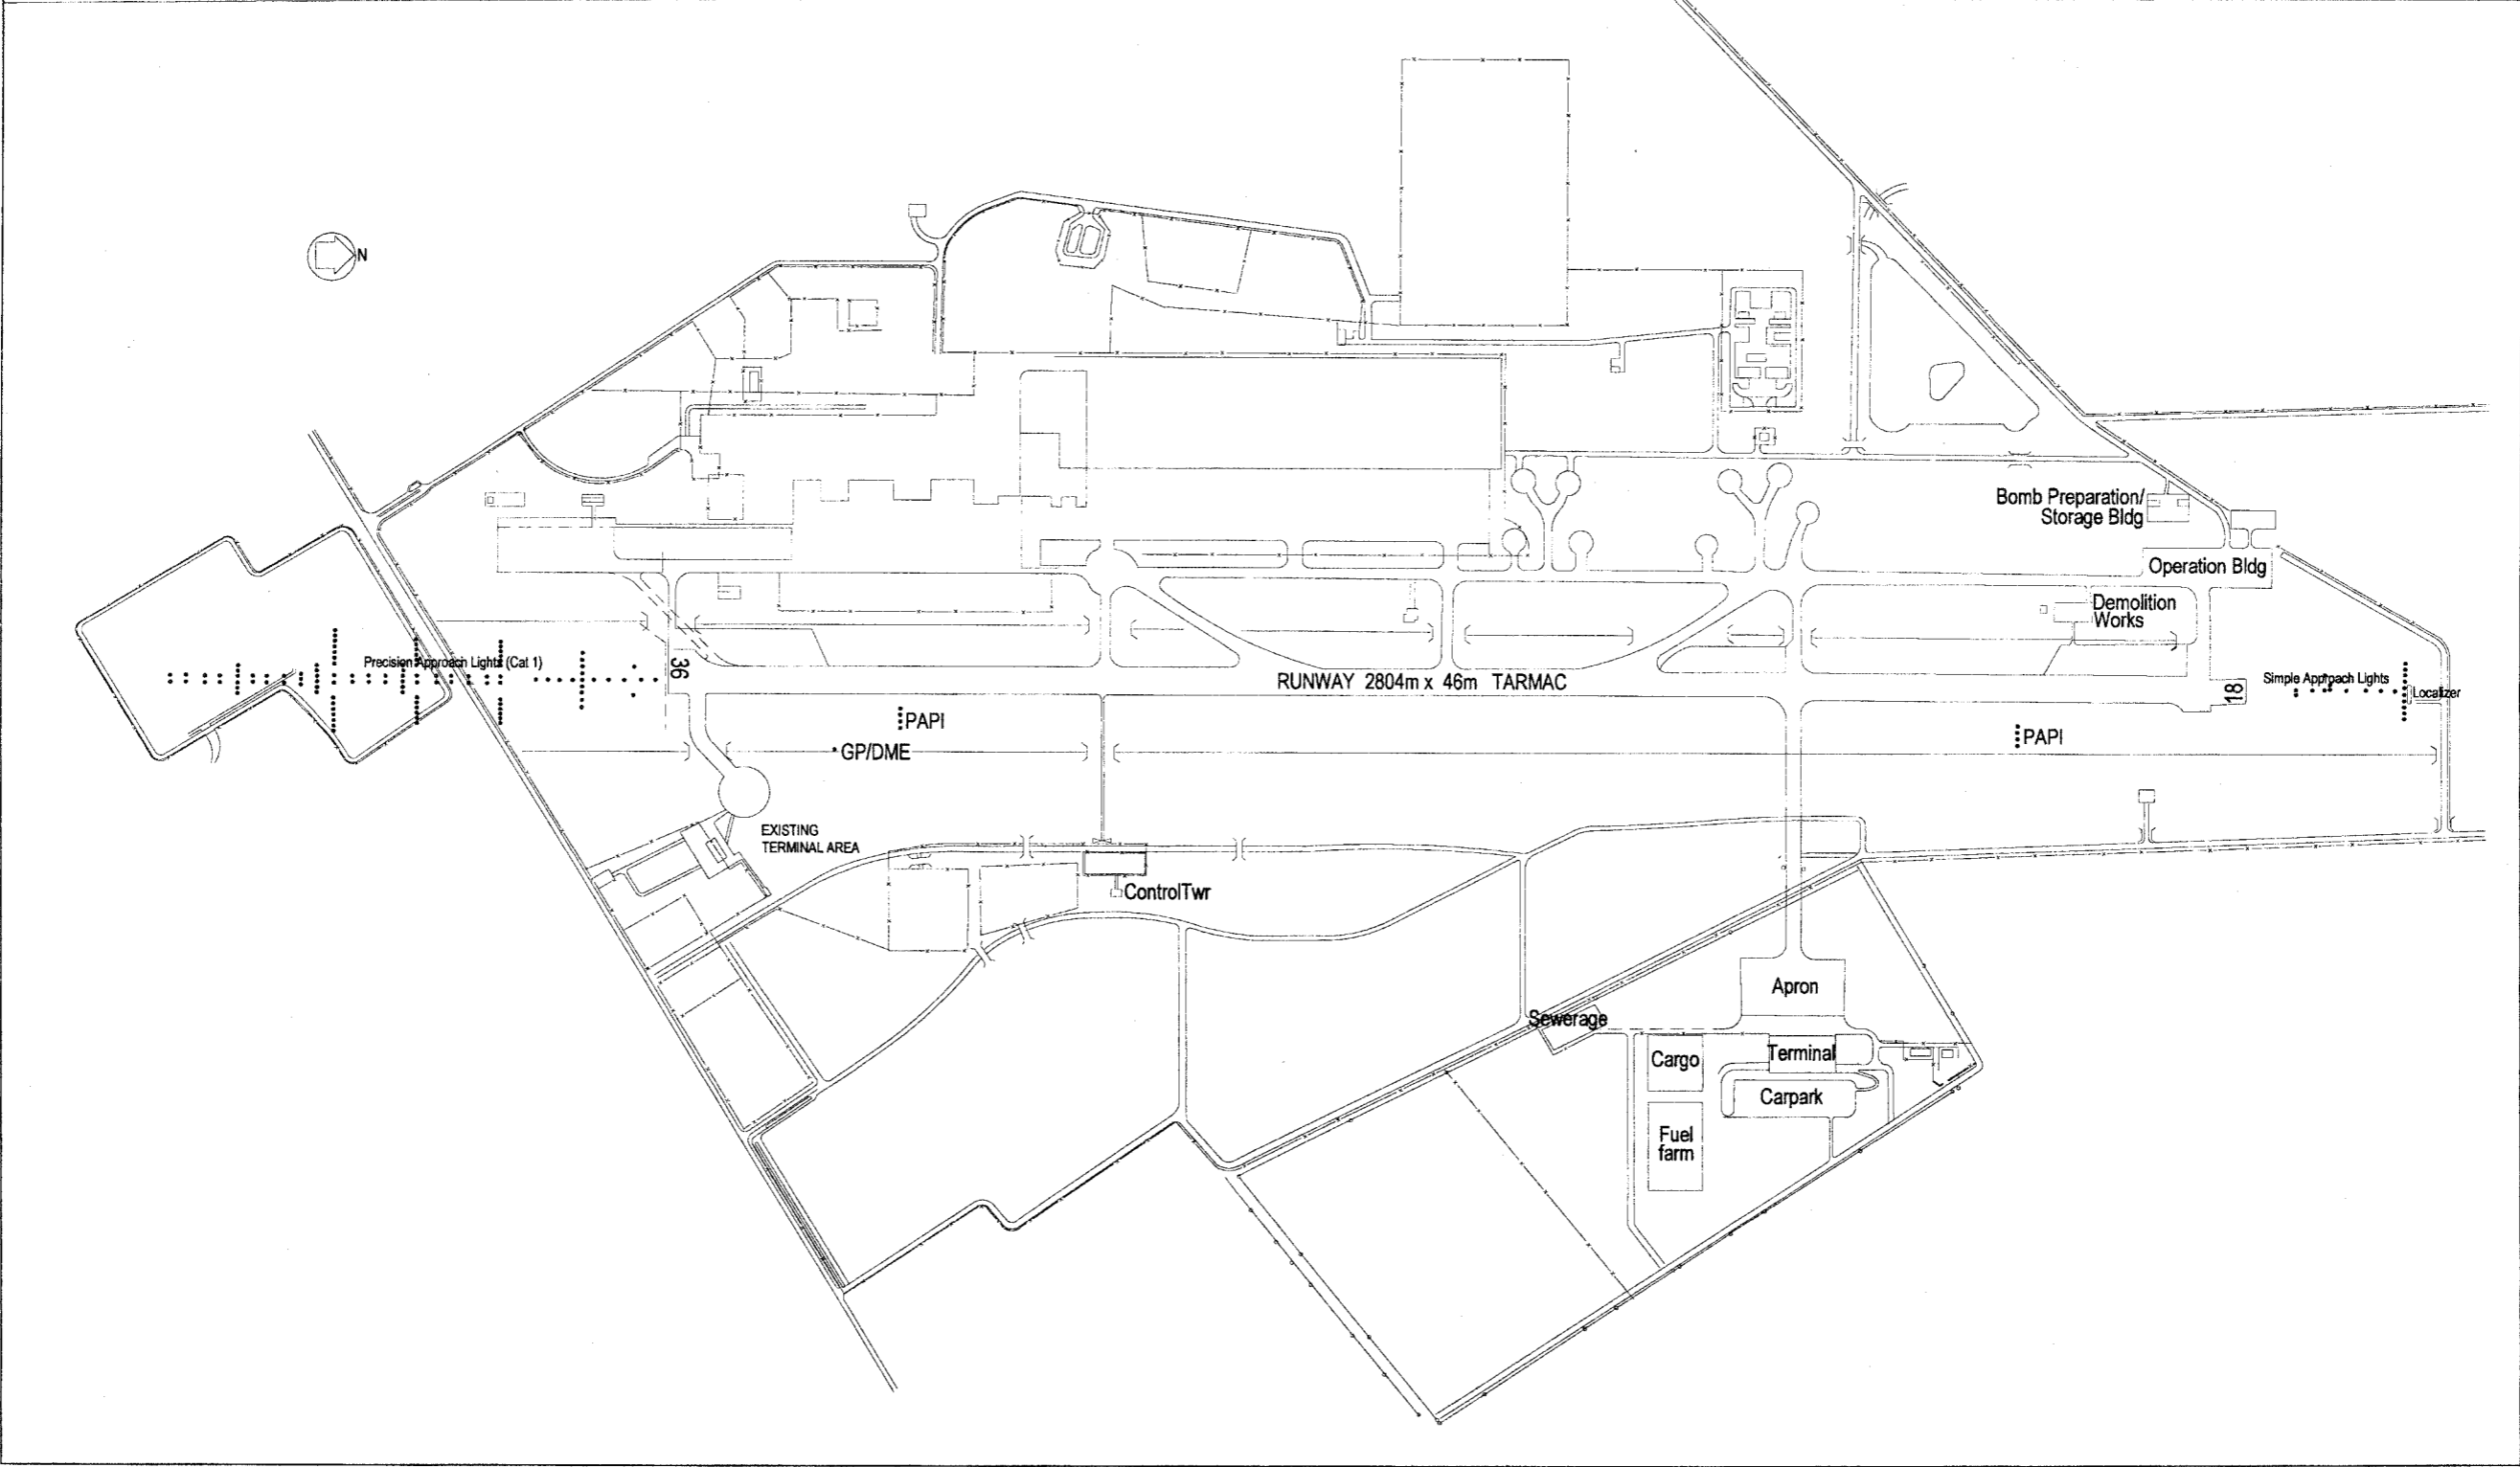 N
Bomb Preparation/
Storage Bldg
Operation Bldg
Demolition
Works
Precision Approach Lights (Cat 1)
36
RUNWAY 2804m x 46m TARMAC
18
Simple Approach Lights
Localizer
PAPI
PAPI
GP/DME
EXISTING
TERMINAL AREA
ControlTwr
Apron
Sewerage
Cargo
Terminal
Carpark
Fuel
farm